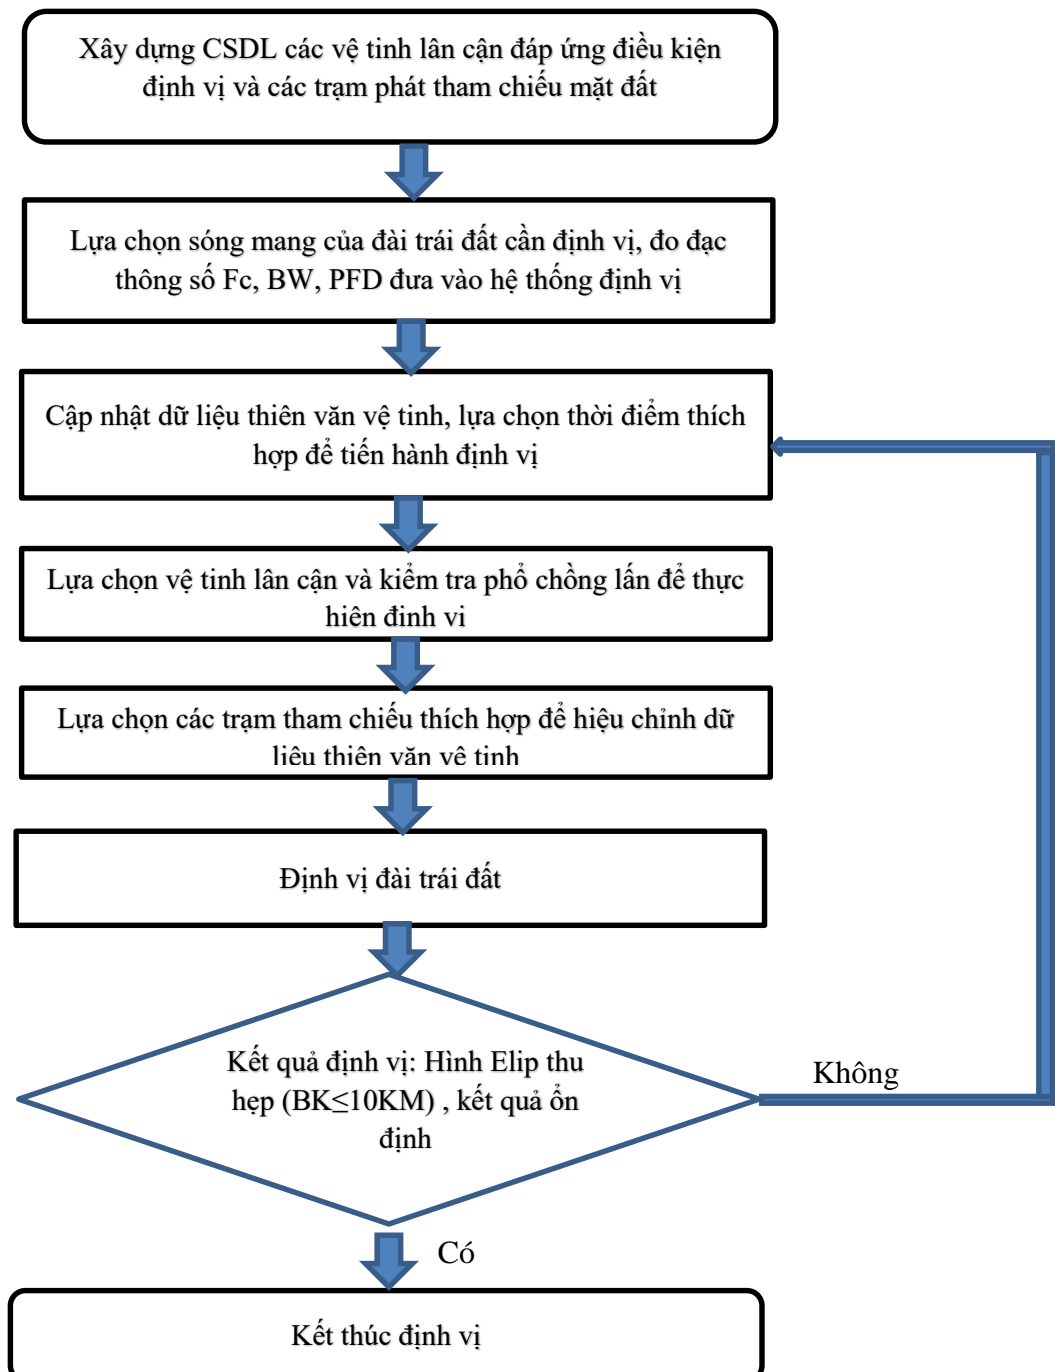 Xây dựng CSDL các vệ tinh lân cận đáp ứng điều kiện
định vị và các trạm phát tham chiếu mặt đất
Lựa chọn sóng mang của đài trái đất cần định vị, đo đạc
thông số Fc, BW, PFD đưa vào hệ thống định vị
Cập nhật dữ liệu thiên văn vệ tinh, lựa chọn thời điểm thích
hợp để tiến hành định vị
Lựa chọn vệ tinh lân cận và kiểm tra phổ chồng lấn để thực
hiện định vị
Lựa chọn các trạm tham chiếu thích hợp để hiệu chỉnh dữ
liệu thiên văn vệ tinh
Định vị đài trái đất
Kết quả định vị: Hình Elip thu
hẹp (BK≤10KM) , kết quả ổn
định
Không
Có
Kết thúc định vị